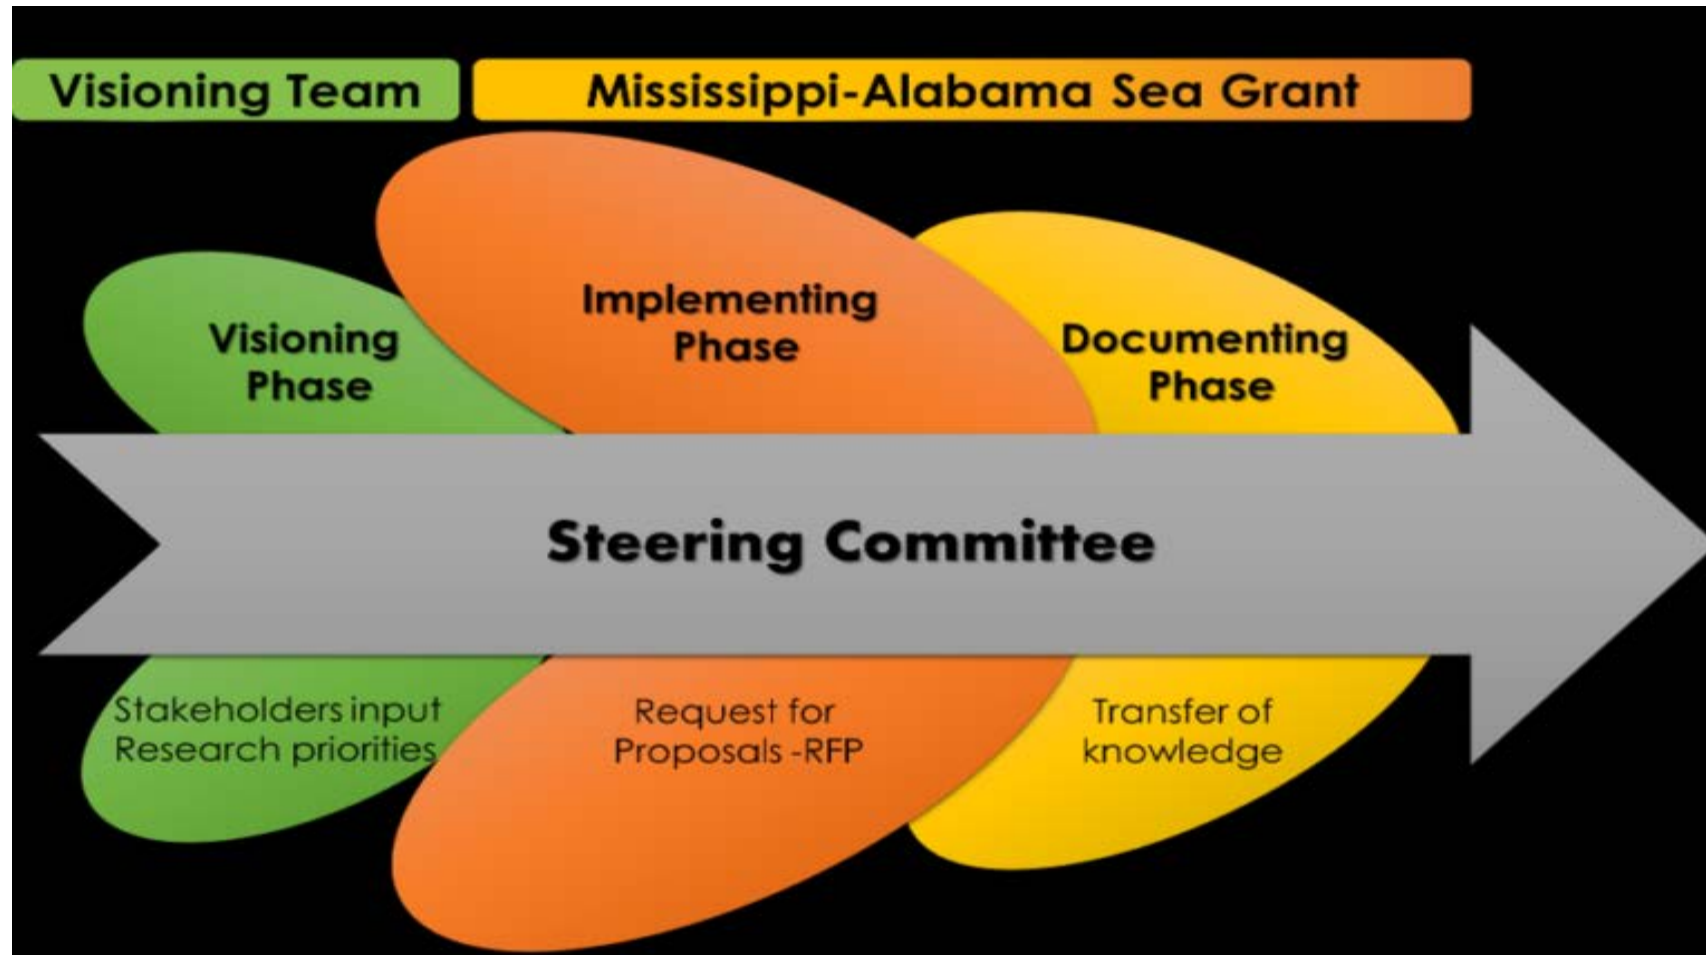 Visioning Team
Mississippi-Alabama Sea Grant
Visioning
Phase
Implementing
Phase
Documenting
Phase
Steering Committee
Stakeholders input
Research priorities
Request for
Proposals -RFP
Transfer of
knowledge